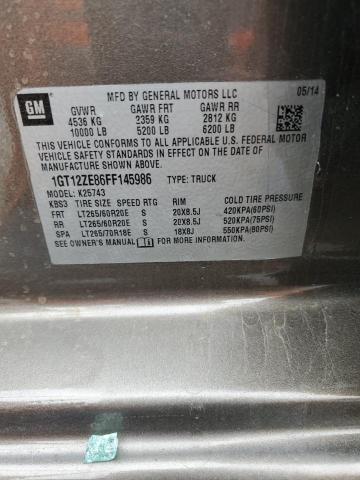 GM
MFD BY GENERAL MOTORS LLC 05/14
GVWR GAWR FRT GAWR RR
4536 KG 2359 KG 2812 KG
10000 LB 5200 LB 6200 LB
THIS VEHICLE CONFORMS TO ALL APPLICABLE U.S. FEDERAL MOTOR
VEHICLE SAFETY STANDARDS IN EFFECT ON THE DATE OF
MANUFACTURE SHOWN ABOVE.
1GT12ZE86FF145986 TYPE: TRUCK
MODEL: K25743
KBS3 TIRE SIZE SPEED RTG RIM COLD TIRE PRESSURE
FRT LT265/60R20E S 20X8.5J 420KPA(60PSI)
RR LT265/60R20E S 20X8.5J 520KPA(75PSI)
SPA LT265/70R18E S 18X8J 550KPA(80PSI)
SEE OWNER'S MANUAL FOR ADDITIONAL INFORMATION